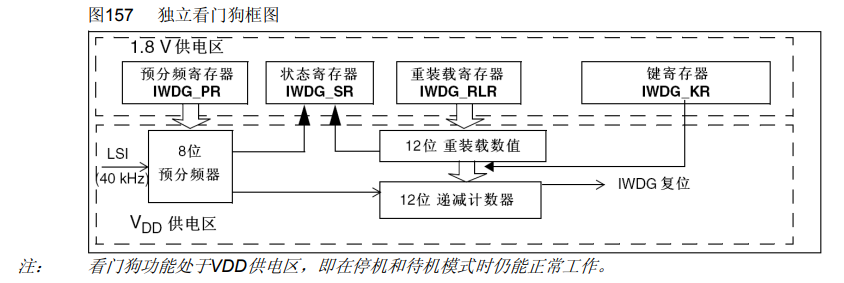 图157 独立看门狗框图
1.8 V 供电区
预分频寄存器
IWDG_PR
状态寄存器
IWDG_SR
重装载寄存器
IWDG_RLR
键寄存器
IWDG_KR
LSI
(40 kHz)
8位
预分频器
12位 重装载数值
12位 递减计数器
IWDG 复位
VDD 供电区
注： 看门狗功能处于VDD供电区，即在停机和待机模式时仍能正常工作。